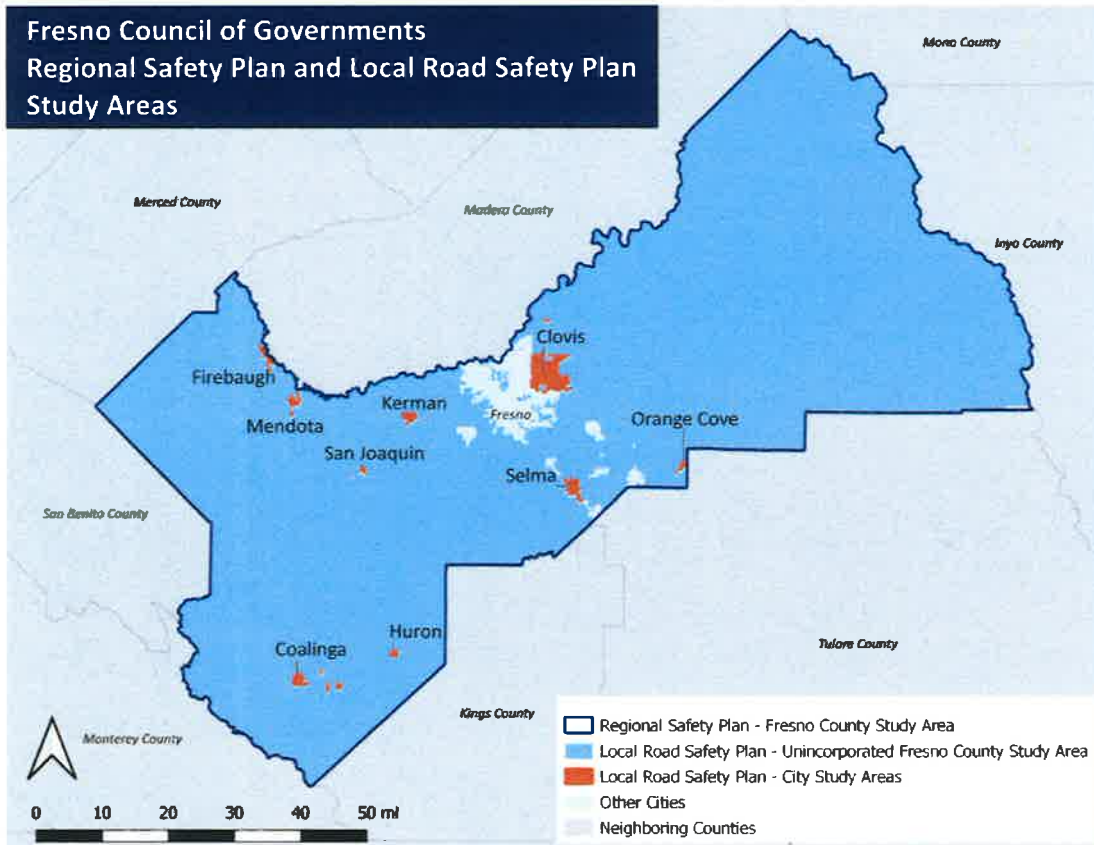 Fresno Council of Governments
Regional Safety Plan and Local Road Safety Plan
Study Areas
Mono County
Merced County
Madera County
Inyo County
Clovis
Firebaugh
Mendota
Kerman
Fresno
Orange Cove
San Joaquin
Selma
San Benito County
Huron
Coalinga
Tulare County
Kings County
Monterey County
Regional Safety Plan - Fresno County Study Area
Local Road Safety Plan - Unincorporated Fresno County Study Area
Local Road Safety Plan - City Study Areas
Other Cities
Neighboring Counties
0 10 20 30 40 50 mi